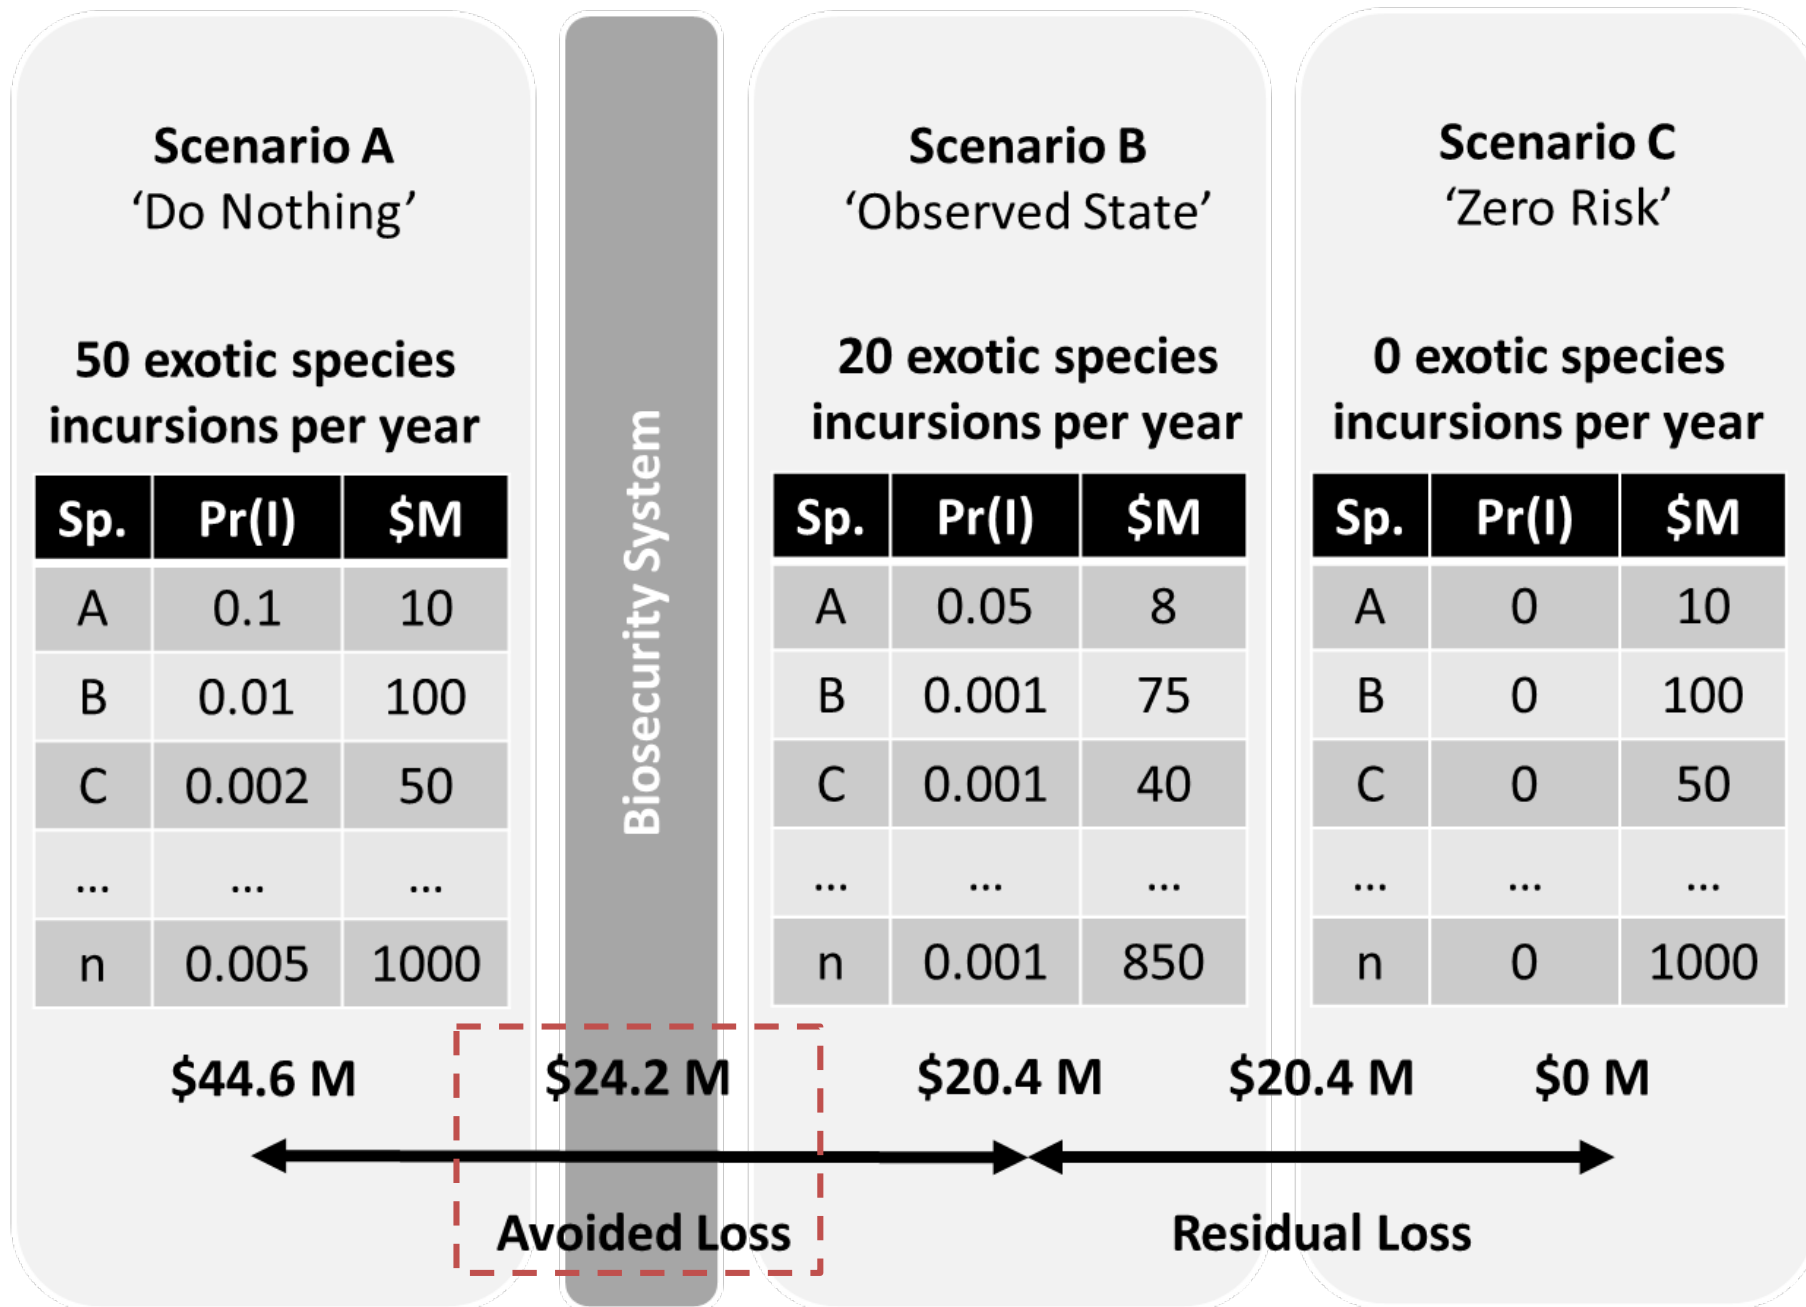 Scenario A
‘Do Nothing’
50 exotic species
incursions per year
Sp. Pr(I) $M
A 0.1 10
B 0.01 100
C 0.002 50
... ... ...
n 0.005 1000
$44.6 M
Biosecurity System
$24.2 M
Avoided Loss
Scenario B
‘Observed State’
20 exotic species
incursions per year
Sp. Pr(I) $M
A 0.05 8
B 0.001 75
C 0.001 40
... ... ...
n 0.001 850
$20.4 M
$20.4 M
Residual Loss
Scenario C
‘Zero Risk’
0 exotic species
incursions per year
Sp. Pr(I) $M
A 0 10
B 0 100
C 0 50
... ... ...
n 0 1000
$0 M